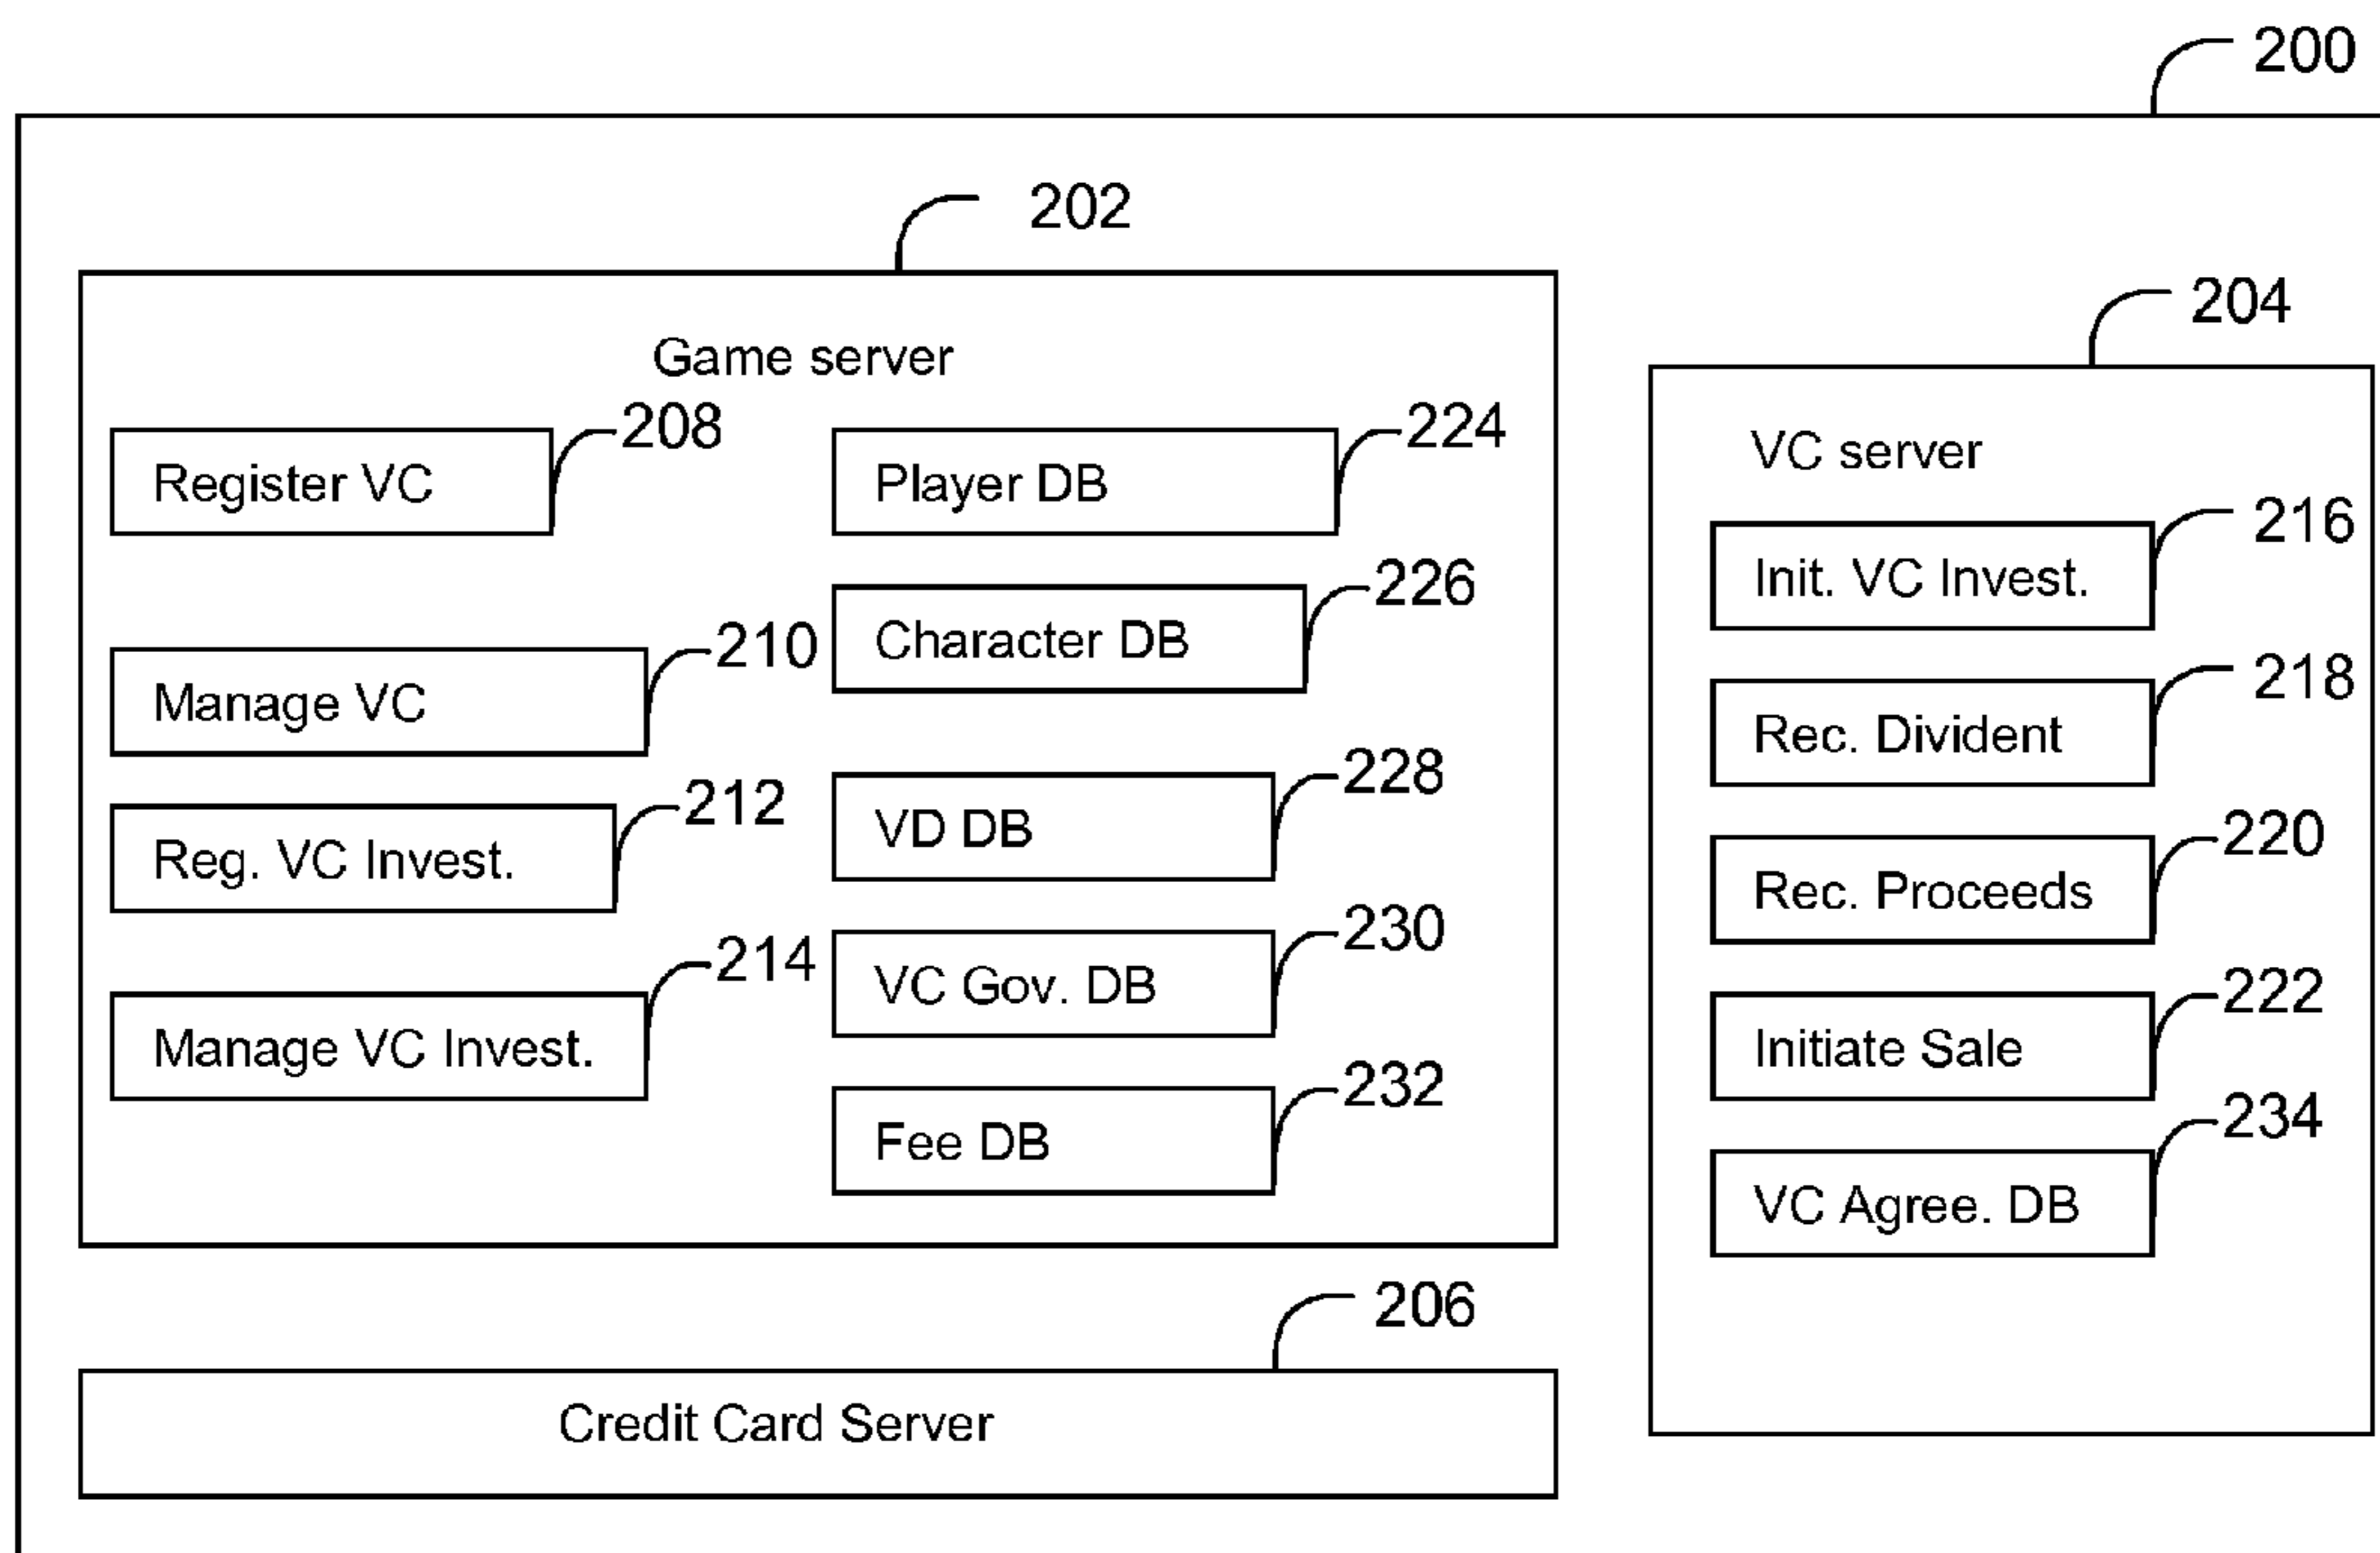 200
202
204
Game server
208
224
Register VC
Player DB
VC server
216
Init. VC Invest.
226
Character DB
210
Manage VC
218
Rec. Divident
228
VD DB
212
Reg. VC Invest.
220
Rec. Proceeds
230
VC Gov. DB
214
Manage VC Invest.
222
Initiate Sale
232
Fee DB
234
VC Agree. DB
206
Credit Card Server